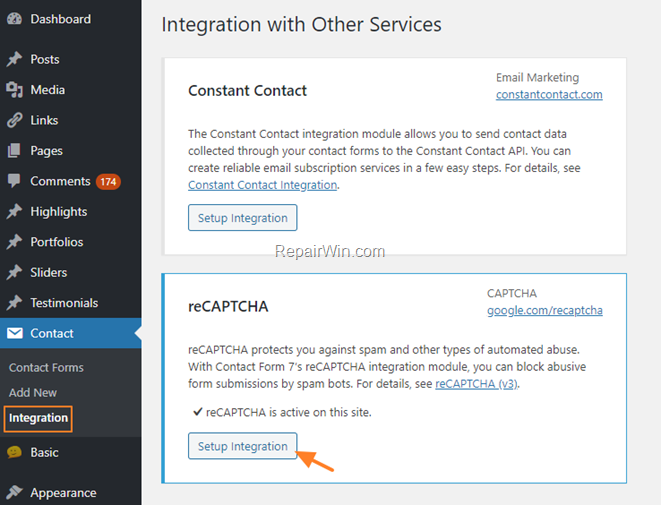 Dashboard
Posts
Media
Links
Pages
Comments 174
Highlights
Portfolios
Sliders
Testimonials
Contact
Contact Forms
Add New
Integration
Basic
Appearance
Integration with Other Services
Constant Contact
Email Marketing
constantcontact.com
The Constant Contact integration module allows you to send contact data
collected through your contact forms to the Constant Contact API. You can
create reliable email subscription services in a few easy steps. For details, see
Constant Contact Integration.
Setup Integration
RepairWin.com
reCAPTCHA
CAPTCHA
google.com/recaptcha
reCAPTCHA protects you against spam and other types of automated abuse.
With Contact Form 7's reCAPTCHA integration module, you can block abusive
form submissions by spam bots. For details, see reCAPTCHA (v3).
✓ reCAPTCHA is active on this site.
Setup Integration